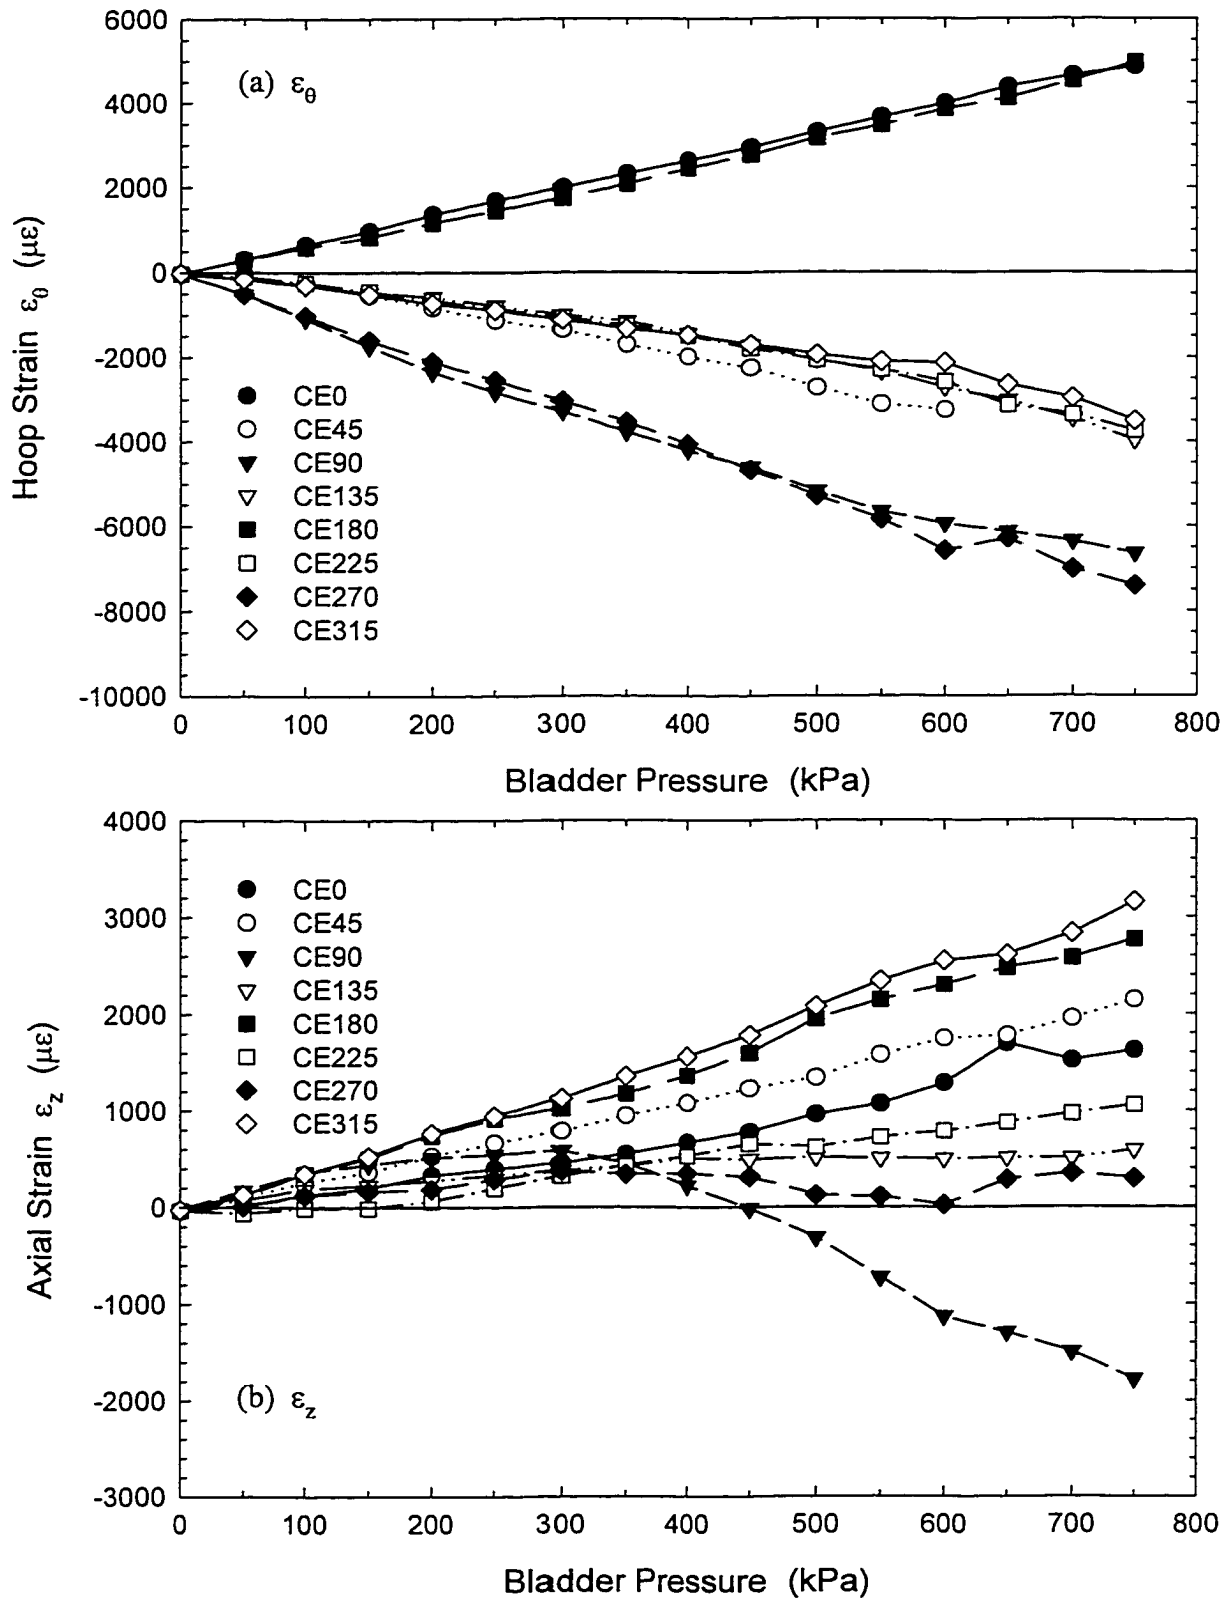 6000
4000
2000
0
-2000
-4000
-6000
-8000
-10000
Hoop Strain εθ (με)
(a) εθ
CE0
CE45
CE90
CE135
CE180
CE225
CE270
CE315
0 100 200 300 400 500 600 700 800
Bladder Pressure (kPa)
4000
3000
2000
1000
0
-1000
-2000
-3000
Axial Strain εz (με)
CE0
CE45
CE90
CE135
CE180
CE225
CE270
CE315
(b) εz
0 100 200 300 400 500 600 700 800
Bladder Pressure (kPa)